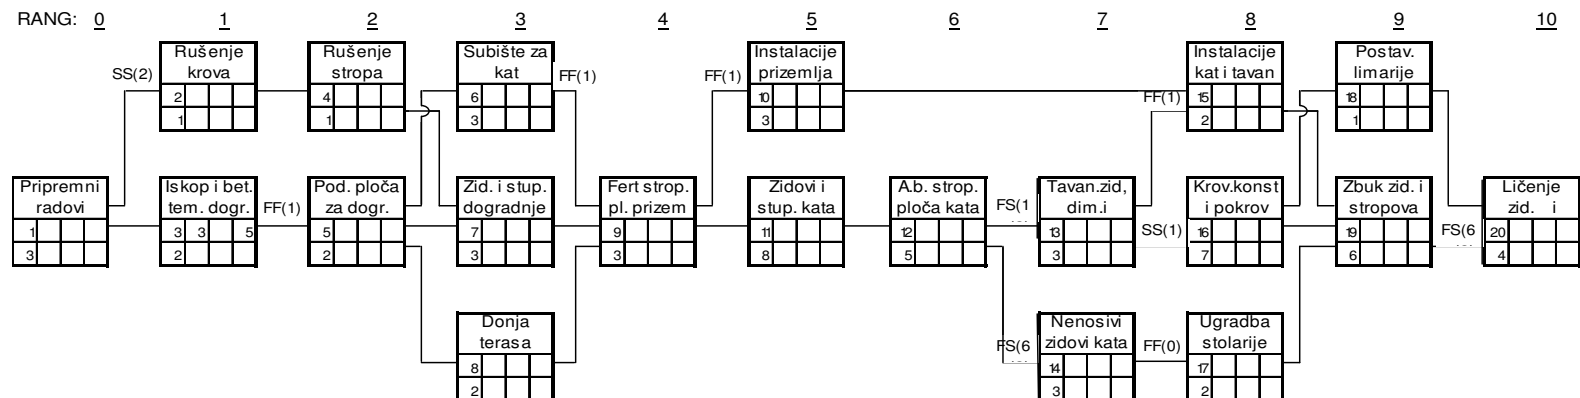 RANG: 0 1 2 3 4 5 6 7 8 9 10
Rušenje
krova
2
1
Rušenje
stropa
4
1
Subište za
kat
6
3
Instalacije
prizemlja
10
3
Instalacije
kat i tavan
15
2
Postav.
limarije
18
1
SS(2)
FF(1)
FF(1)
FF(1)
Pripremni
radovi
1
3
Iskop i bet.
tem. dogr.
3 3 5
2
FF(1)
Pod. ploča
za dogr.
5
2
Zid. i stup.
dogradnje
7
3
Fert strop.
pl. prizem
9
3
Zidovi i
stup. kata
11
8
A.b. strop.
ploča kata
12
5
FS(1
Tavan.zid,
dim.i
13
3
SS(1)
Krov.konst
i pokrov
16
7
Zbuk zid. i
stropova
19
6
FS(6
Ličenje
zid. i
20
4
Donja
terasa
8
2
FS(6
Nenosivi
zidovi kata
14
3
FF(0)
Ugradba
stolarije
17
2